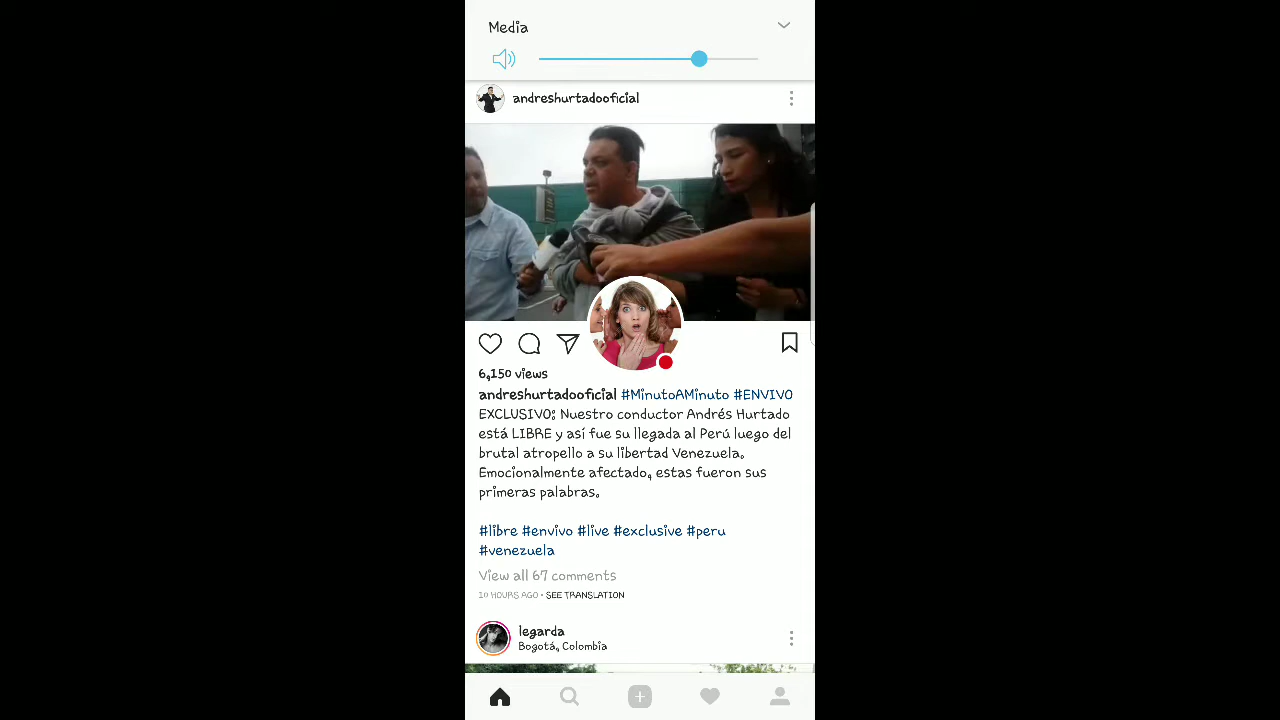 Media
andreshurtadooficial
6,150 views
andreshurtadooficial #MinutoAMinuto #ENVIVO
EXCLUSIVO: Nuestro conductor Andrés Hurtado
está LIBRE y así fue su llegada al Perú luego del
brutal atropello a su libertad Venezuela.
Emocionalmente afectado, estas fueron sus
primeras palabras.
#libre #envivo #live #exclusive #peru
#venezuela
View all 67 comments
10 HOURS AGO • SEE TRANSLATION
legarda
Bogotá, Colombia